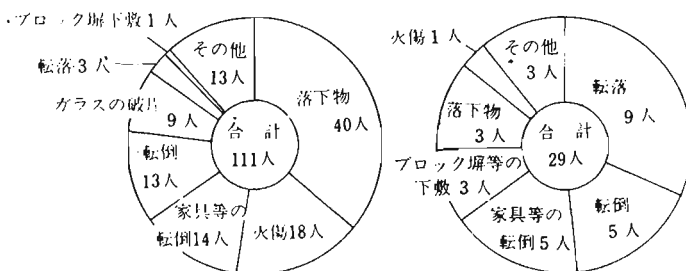 ブロック塀下敷1人
転落3人
ガラスの破片
9人
転倒
13人
家具等の
転倒14人
火傷18人
落下物
40人
その他
13人
合計
111人
火傷1人
その他
3人
落下物
3人
ブロック塀等の
下敷3人
家具等の
転倒5人
転倒
5人
転落
9人
合計
29人